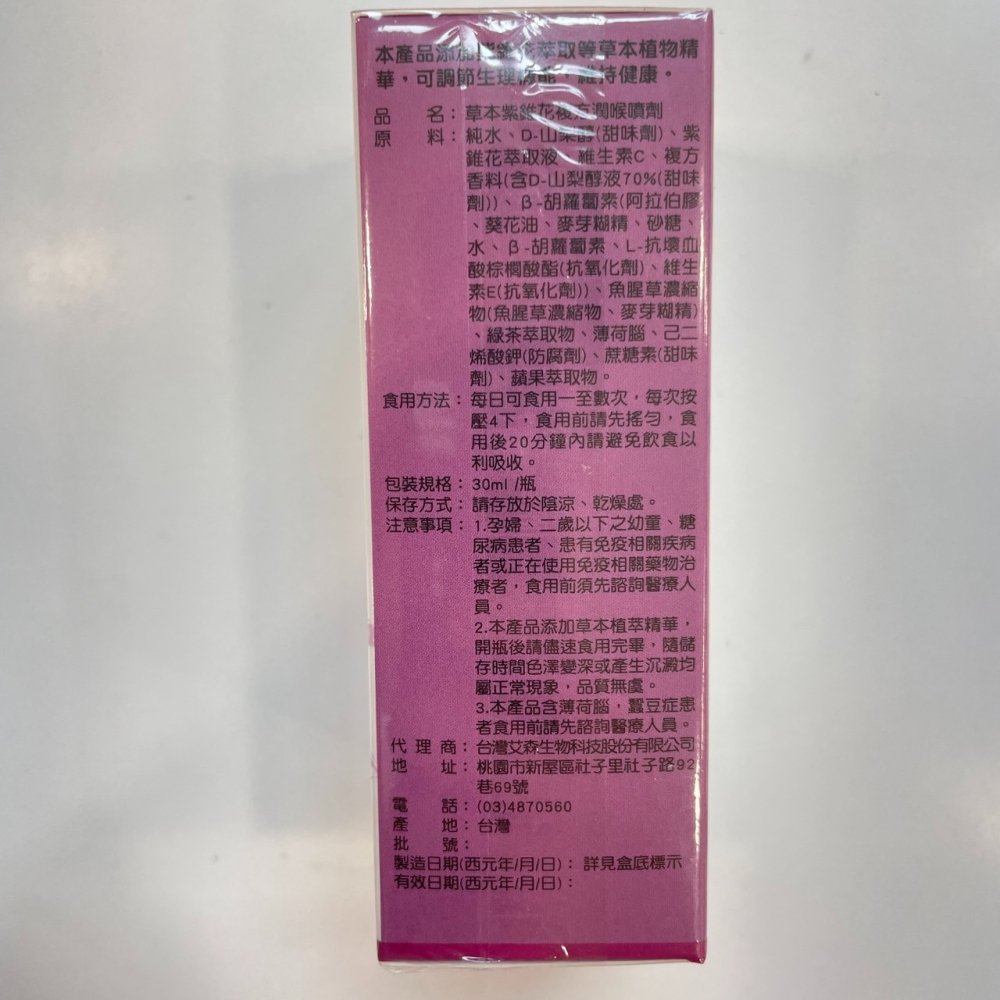 本產品添加紫錐花萃取等草本植物精
華，可調節生理機能，維持健康。
品　　名：草本紫錐花複方潤喉噴劑
原　　料：純水、D-山梨醇(甜味劑)、紫
錐花萃取液、維生素C、複方
香料(含D-山梨醇液70%(甜味
劑))、β-胡蘿蔔素(阿拉伯膠
、葵花油、麥芽糊精、砂糖、
水、β-胡蘿蔔素、L-抗壞血
酸棕櫚酸酯(抗氧化劑)、維生
素E(抗氧化劑))、魚腥草濃縮
物(魚腥草濃縮物、麥芽糊精)
、綠茶萃取物、薄荷腦、己二
烯酸鉀(防腐劑)、蔗糖素(甜味
劑)、蘋果萃取物。
食用方法：每日可食用一至數次，每次按
壓4下，食用前請先搖勻，食
用後20分鐘內請避免飲食以
利吸收。
包裝規格：30ml /瓶
保存方式：請存放於陰涼、乾燥處。
注意事項：1.孕婦、二歲以下之幼童、糖
尿病患者、患有免疫相關疾病
者或正在使用免疫相關藥物治
療者，食用前須先諮詢醫療人
員。
2.本產品添加草本植萃精華，
開瓶後請儘速食用完畢，隨儲
存時間色澤變深或產生沉澱均
屬正常現象，品質無虞。
3.本產品含薄荷腦，蠶豆症患
者食用前請先諮詢醫療人員。
代 理 商：台灣艾森生物科技股份有限公司
地　　址：桃園市新屋區社子里社子路92
巷69號
電　　話：(03)4870560
產　　地：台灣
批　　號：
製造日期(西元年/月/日)：詳見盒底標示
有效日期(西元年/月/日)：